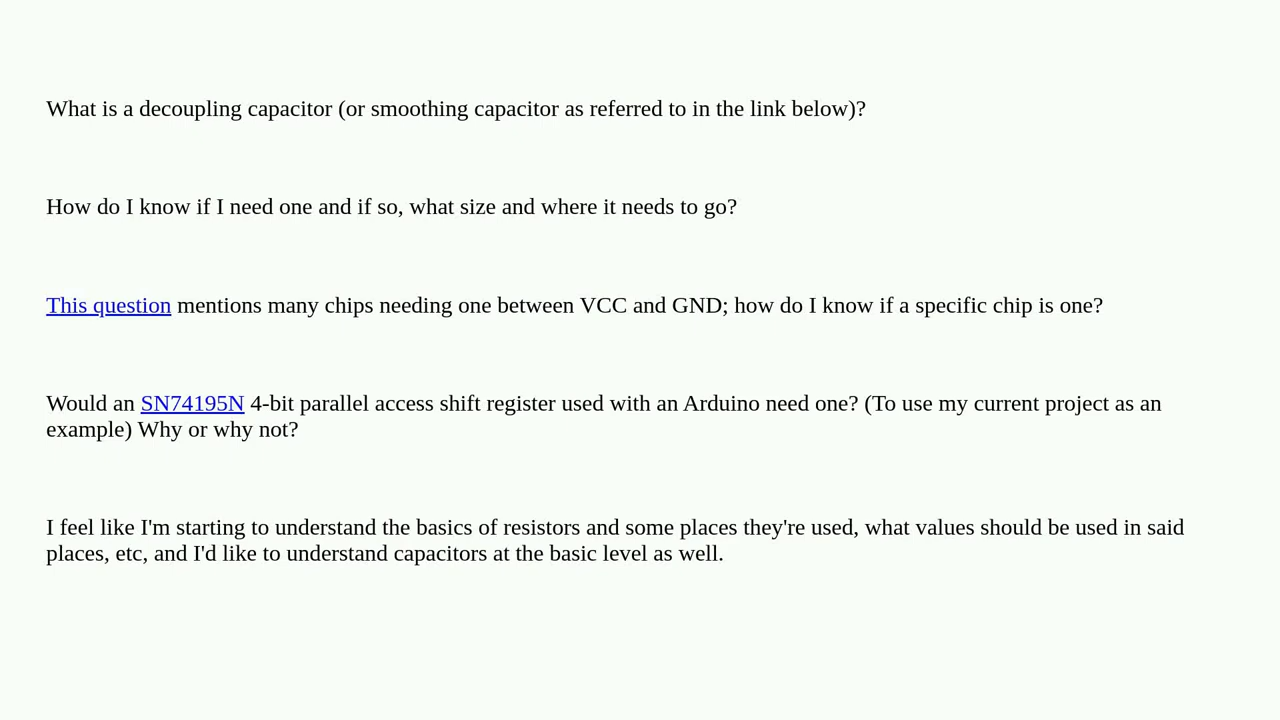 What is a decoupling capacitor (or smoothing capacitor as referred to in the link below)?
How do I know if I need one and if so, what size and where it needs to go?
This question mentions many chips needing one between VCC and GND; how do I know if a specific chip is one?
Would an SN74195N 4-bit parallel access shift register used with an Arduino need one? (To use my current project as an
example) Why or why not?
I feel like I'm starting to understand the basics of resistors and some places they're used, what values should be used in said
places, etc, and I'd like to understand capacitors at the basic level as well.